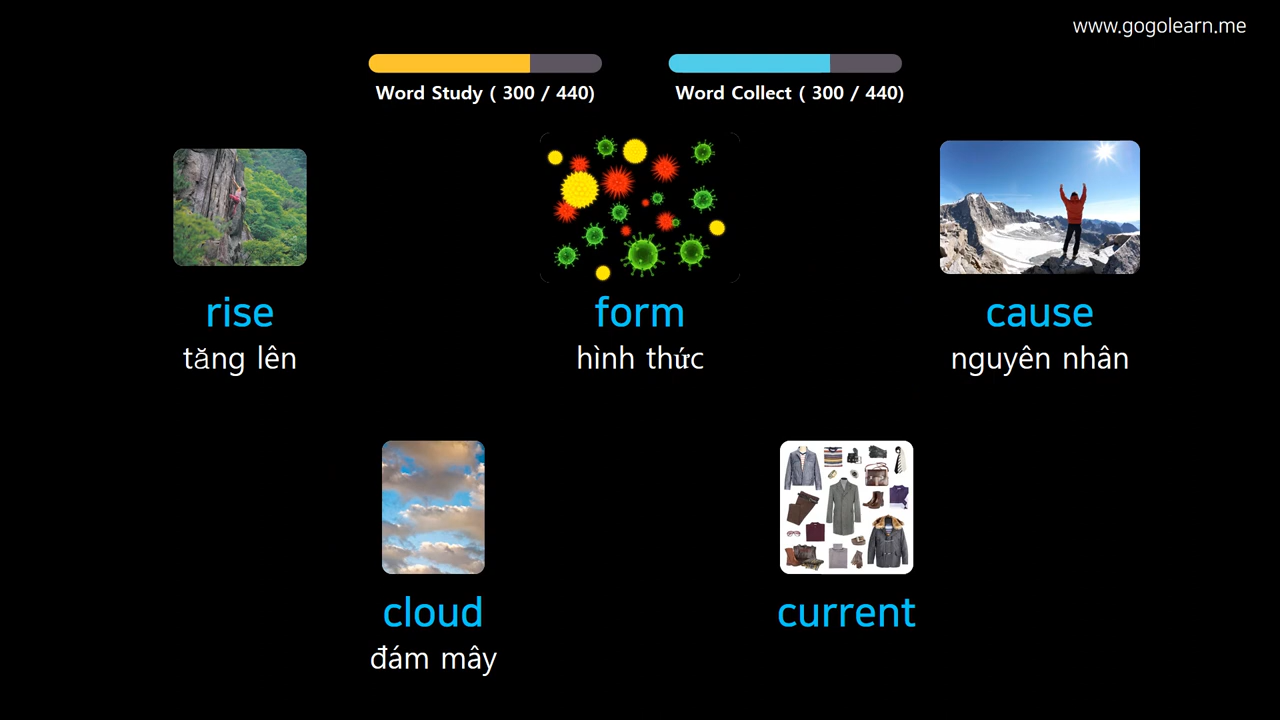 www.gogolearn.me
Word Study ( 300 / 440)
Word Collect ( 300 / 440)
rise
tăng lên
form
hình thức
cause
nguyên nhân
cloud
đám mây
current